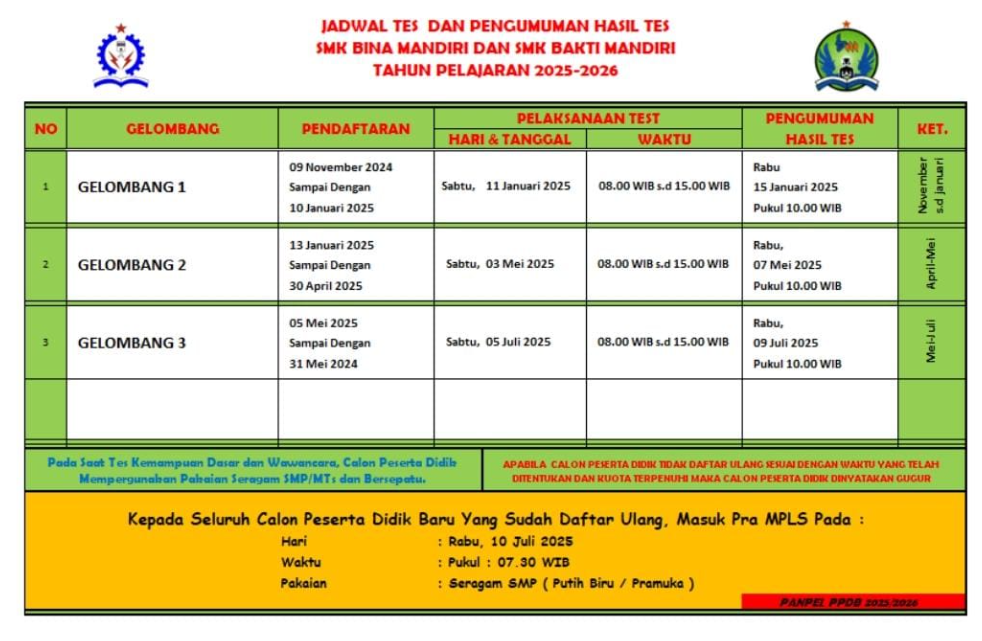 JADWAL TES DAN PENGUMUMAN HASIL TES
SMK BINA MANDIRI DAN SMK BAKTI MANDIRI
TAHUN PELAJARAN 2025-2026
NO
GELOMBANG
PENDAFTARAN
PELAKSANAAN TEST
HARI & TANGGAL
WAKTU
PENGUMUMAN
HASIL TES
KET.
1
GELOMBANG 1
09 November 2024
Sampai Dengan
10 Januari 2025
Sabtu, 11 Januari 2025
08.00 WIB s.d 15.00 WIB
Rabu
15 Januari 2025
Pukul 10.00 WIB
November
s.d januari
2
GELOMBANG 2
13 Januari 2025
Sampai Dengan
30 April 2025
Sabtu, 03 Mei 2025
08.00 WIB s.d 15.00 WIB
Rabu,
07 Mei 2025
Pukul 10.00 WIB
April-Mei
3
GELOMBANG 3
05 Mei 2025
Sampai Dengan
31 Mei 2024
Sabtu, 05 Juli 2025
08.00 WIB s.d 15.00 WIB
Rabu,
09 Juli 2025
Pukul 10.00 WIB
Mei-Juli
Pada Saat Tes Kemampuan Dasar dan Wawancara, Calon Peserta Didik
Mempergunakan Pakaian Seragam SMP/MTs dan Bersepatu.
APABILA CALON PESERTA DIDIK TIDAK DAFTAR ULANG SESUAI DENGAN WAKTU YANG TELAH
DITENTUKAN DAN KUOTA TERPENUHI MAKA CALON PESERTA DIDIK DINYATAKAN GUGUR
Kepada Seluruh Calon Peserta Didik Baru Yang Sudah Daftar Ulang, Masuk Pra MPLS Pada :
Hari : Rabu, 10 Juli 2025
Waktu : Pukul : 07.30 WIB
Pakaian : Seragam SMP ( Putih Biru / Pramuka )
PANPEL PPDB 2025/2026